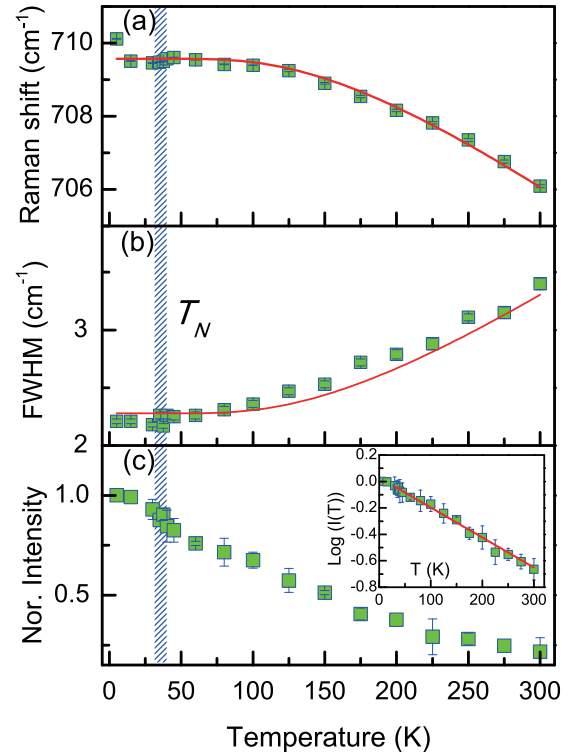 (a)
710
708
706
Raman shift (cm⁻¹)
(b)
T_N
3
2
FWHM (cm⁻¹)
(c)
1.0
0.5
Nor. Intensity
0.2
0.0
-0.2
-0.4
-0.6
-0.8
Log (I(T))
T (K)
0 100 200 300
0 50 100 150 200 250 300
Temperature (K)